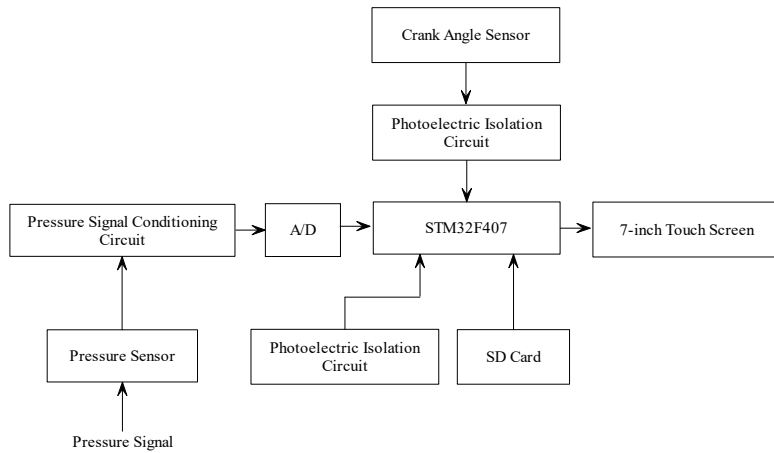 Crank Angle Sensor
Photoelectric Isolation
Circuit
Pressure Signal Conditioning
Circuit
A/D
STM32F407
7-inch Touch Screen
Pressure Sensor
Photoelectric Isolation
Circuit
SD Card
Pressure Signal